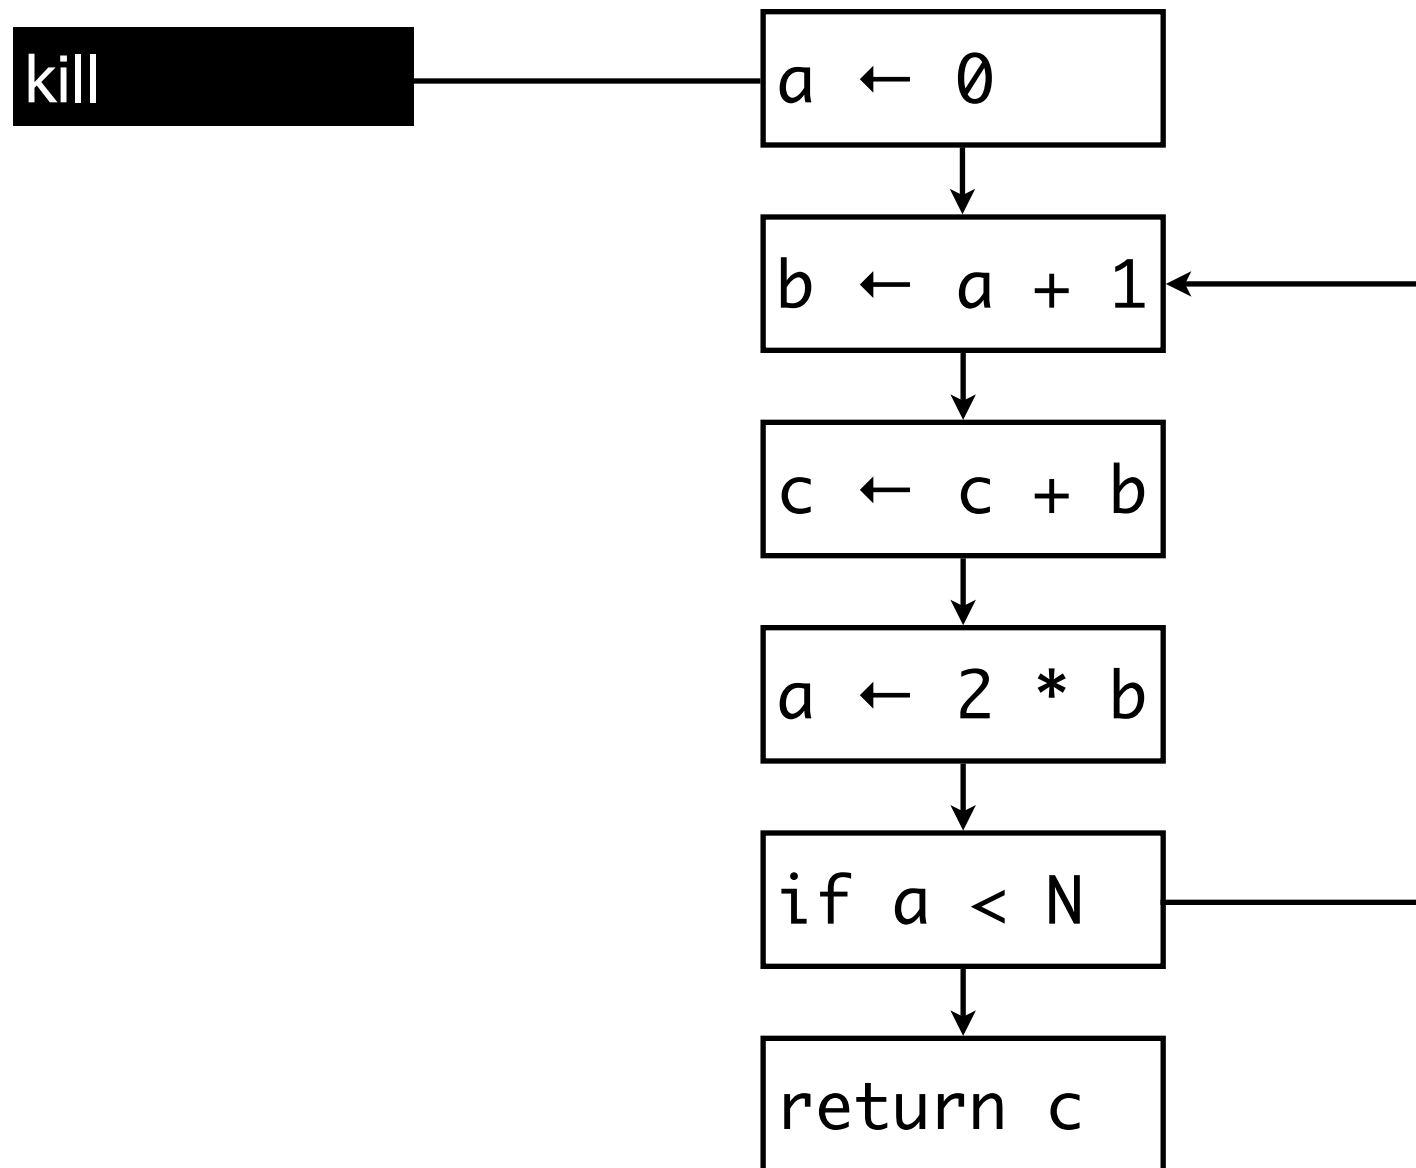 kill
a ← 0
b ← a + 1
c ← c + b
a ← 2 * b
if a < N
return c